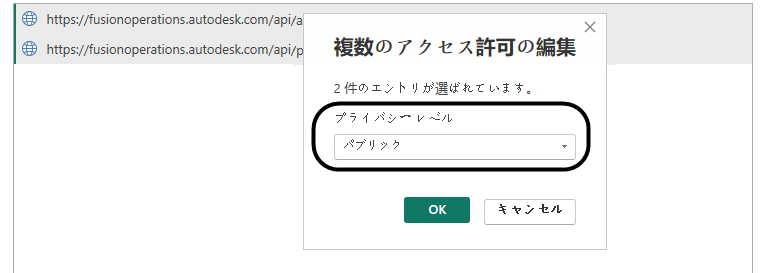 https://fusionoperations.autodesk.com/api/a
https://fusionoperations.autodesk.com/api/p
複数のアクセス許可の編集
2 件のエントリが選ばれています。
プライバシーレベル
パブリック
OK
キャンセル